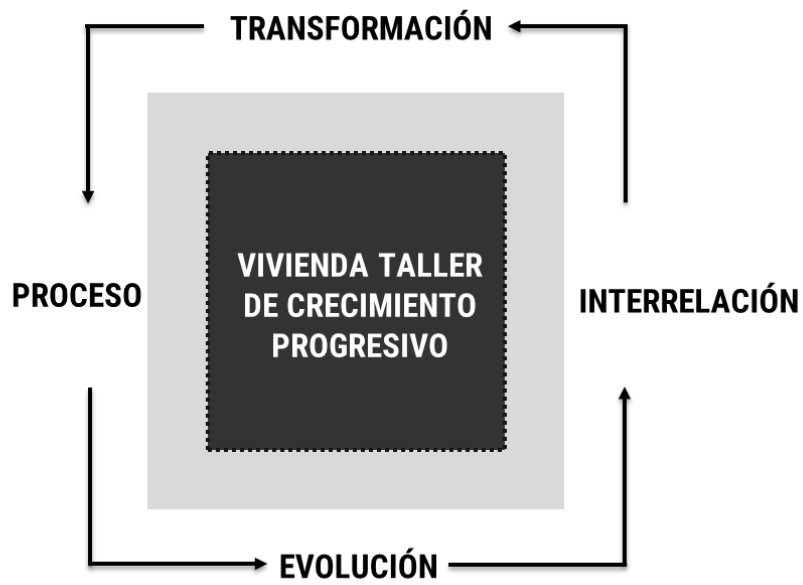 TRANSFORMACIÓN
VIVIENDA TALLER
DE CRECIMIENTO
PROGRESIVO
PROCESO
INTERRELACIÓN
EVOLUCIÓN